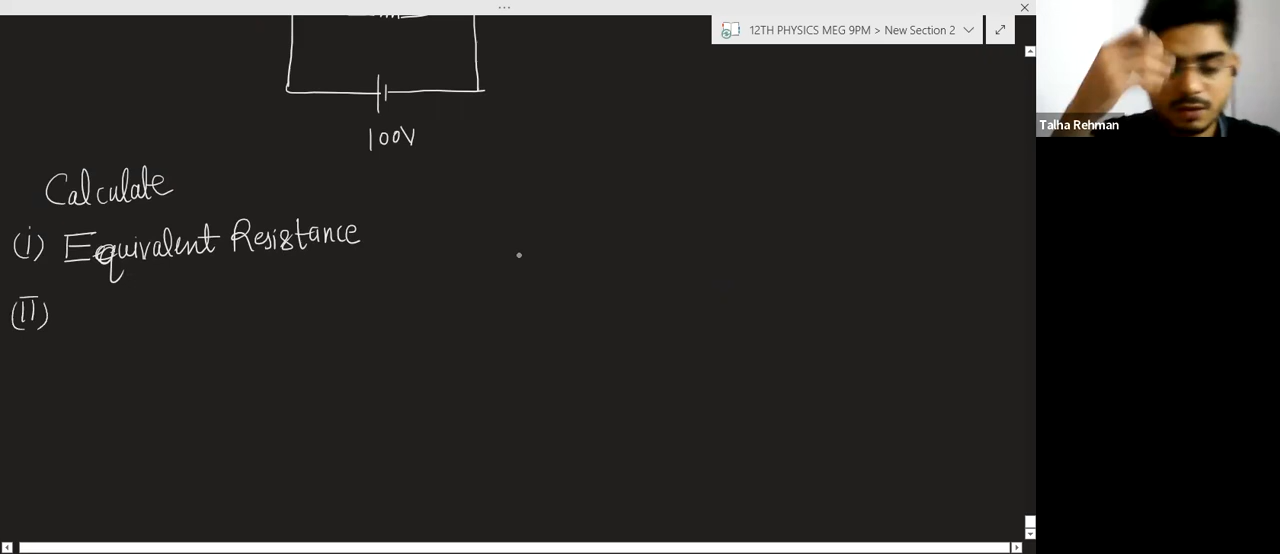 12TH PHYSICS MEG 9PM > New Section 2
Talha Rehman
100V
Calculate
(i) Equivalent Resistance
(II)